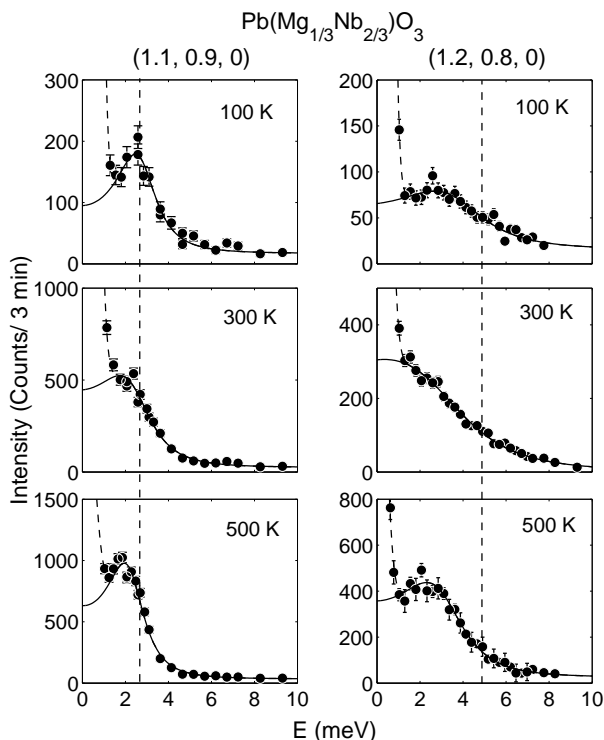 Pb(Mg1/3Nb2/3)O3
(1.1, 0.9, 0)
(1.2, 0.8, 0)
300
200
100
0
100 K
200
150
100
50
0
100 K
Intensity (Counts/ 3 min)
1000
500
0
300 K
400
200
0
300 K
1500
1000
500
0
500 K
0 2 4 6 8 10
800
600
400
200
0
500 K
0 2 4 6 8 10
E (meV)
E (meV)